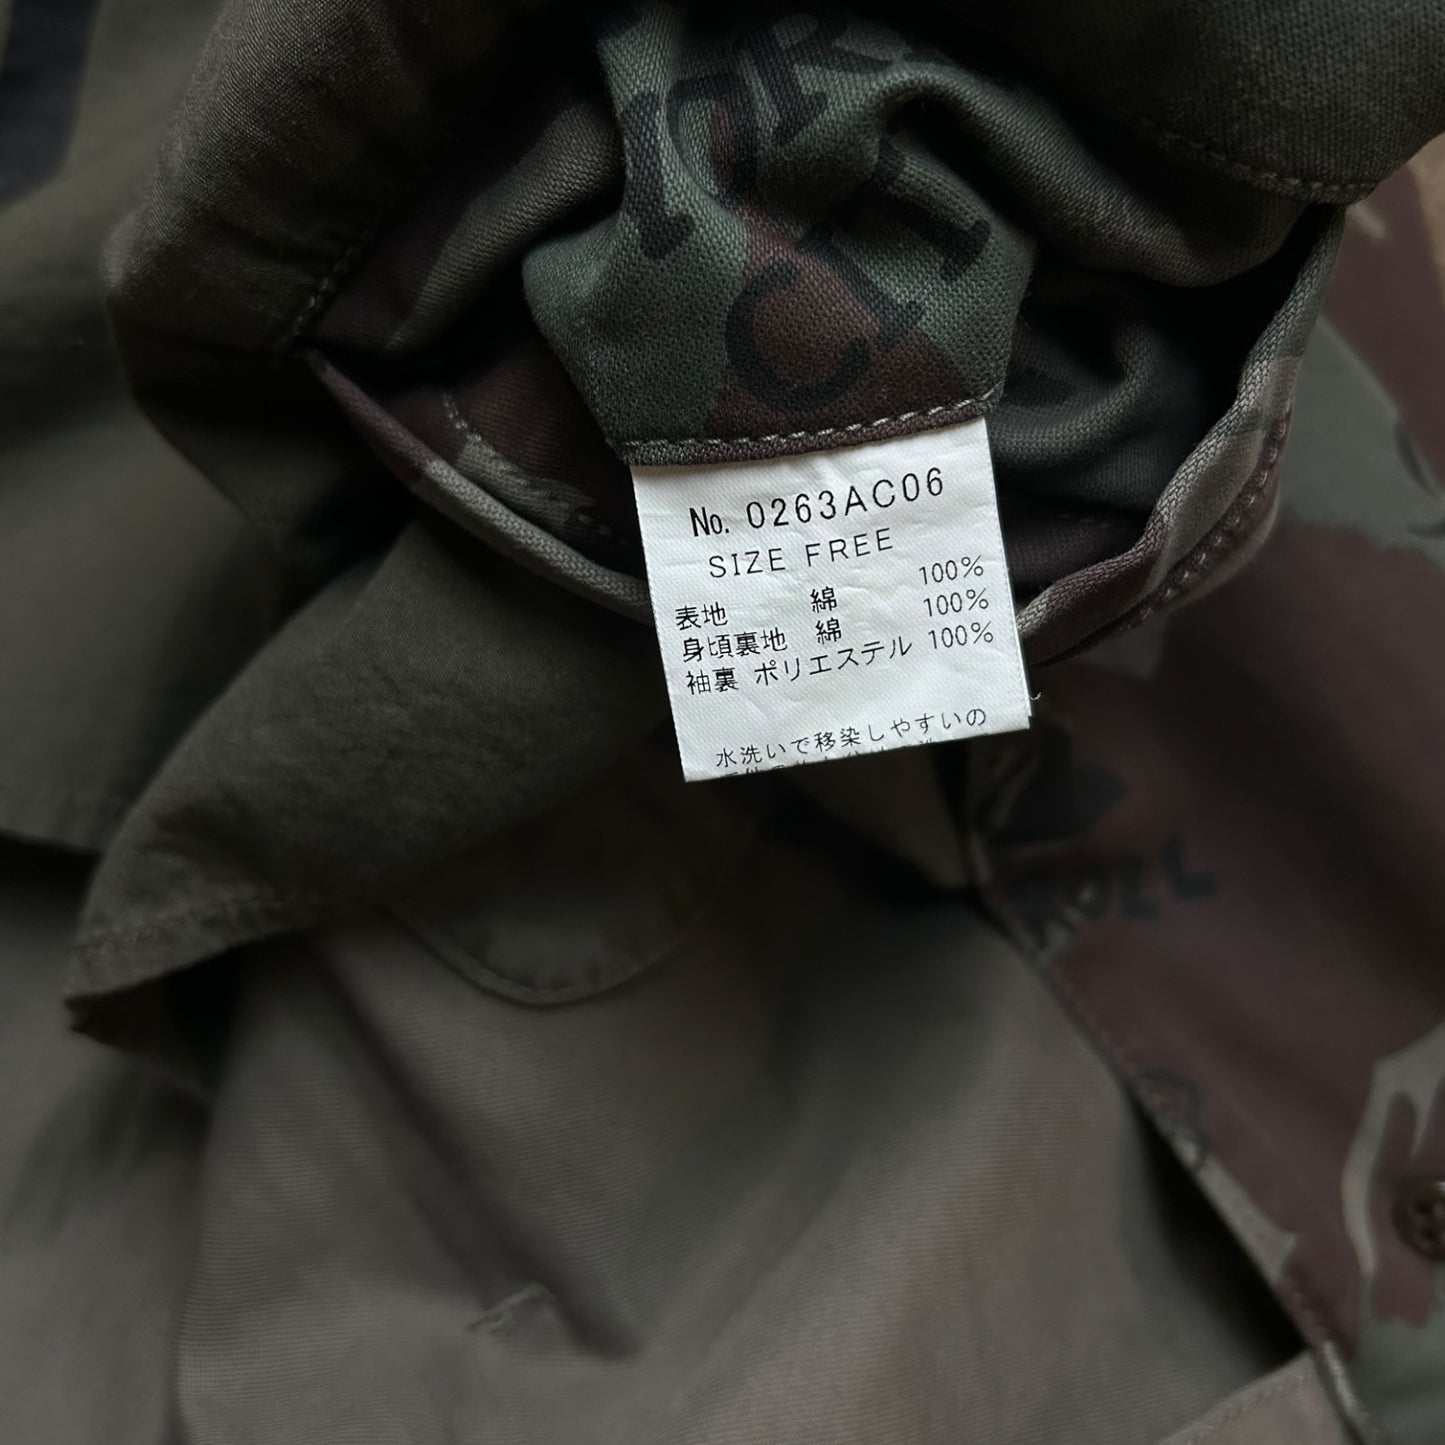 No. 0263AC06
SIZE FREE
表地 綿 100%
身頃裏地 綿 100%
袖裏 ポリエステル 100%
水洗いで移染しやすいの